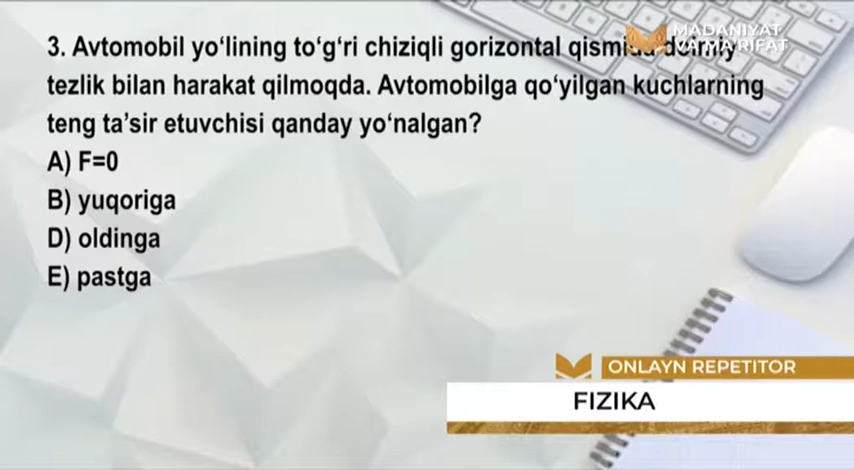 3. Avtomobil yo‘lining to‘g‘ri chiziqli gorizontal qismida doimiy
tezlik bilan harakat qilmoqda. Avtomobilga qo‘yilgan kuchlarning
teng ta’sir etuvchisi qanday yo‘nalgan?
A) F=0
B) yuqoriga
D) oldinga
E) pastga
MADANIYAT
VA MA'RIFAT
ONLAYN REPETITOR
FIZIKA